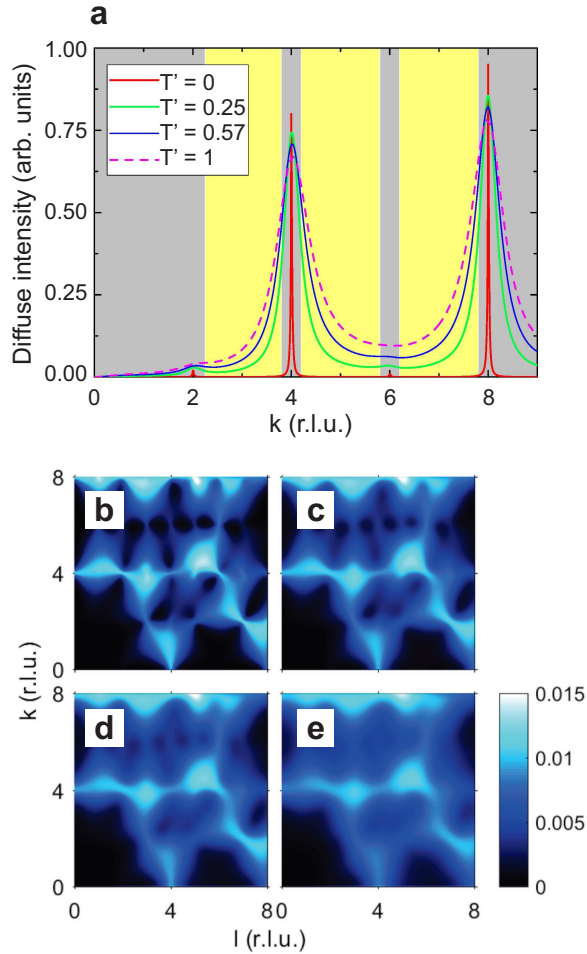 a
1.00
0.75
0.50
0.25
0.00
Diffuse intensity (arb. units)
T' = 0
T' = 0.25
T' = 0.57
T' = 1
0 2 4 6 8
k (r.l.u.)
b
c
8
4
0
k (r.l.u.)
d
e
8
4
0
0 4 80 4 8
l (r.l.u.)
0.015
0.01
0.005
0